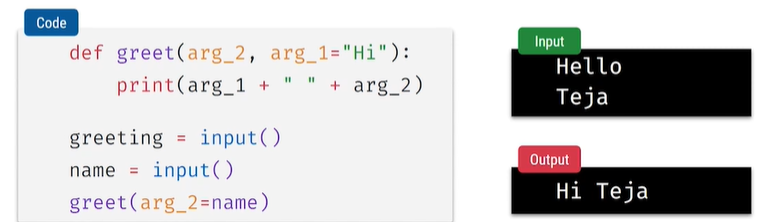 Code
def greet(arg_2, arg_1="Hi"):
    print(arg_1 + " " + arg_2)
greeting = input()
name = input()
greet(arg_2=name)
Input
Hello
Teja
Output
Hi Teja